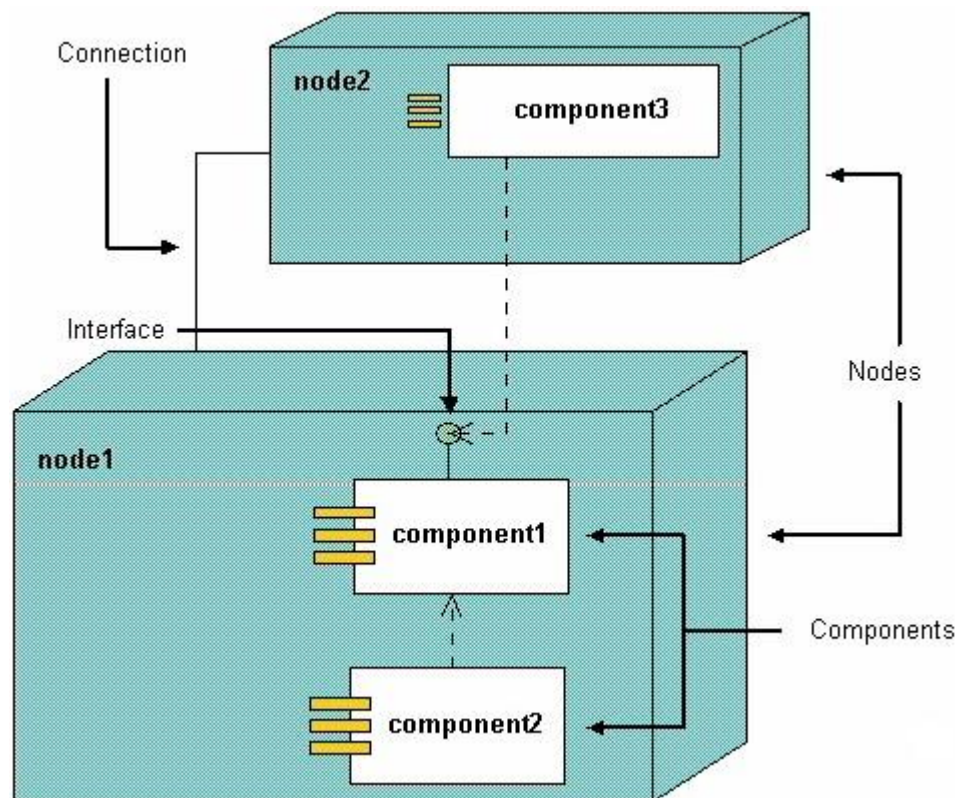 Connection
node2
component3
Interface
Nodes
node1
component1
Components
component2